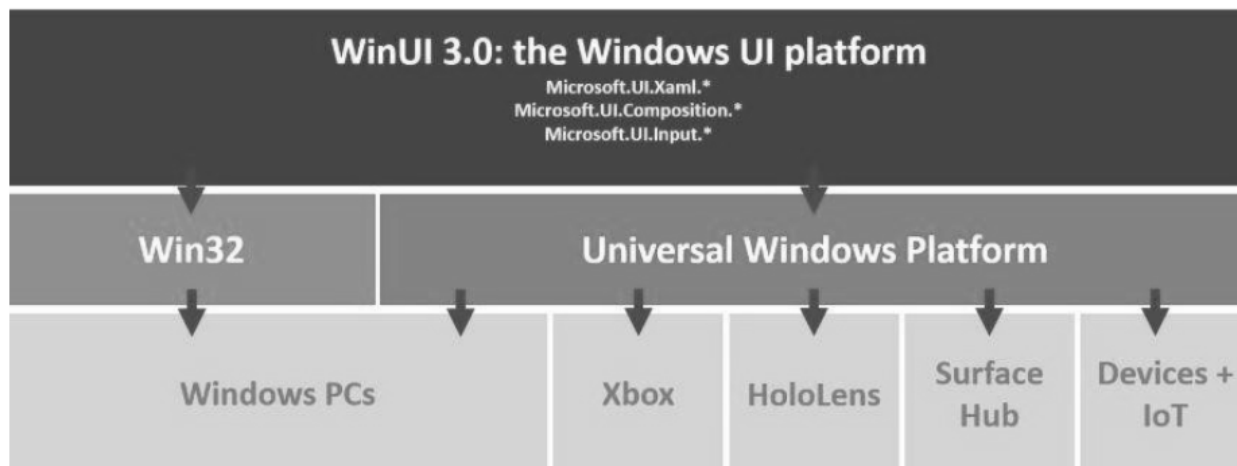 WinUI 3.0: the Windows UI platform
Microsoft.UI.Xaml.*
Microsoft.UI.Composition.*
Microsoft.UI.Input.*
Win32
Universal Windows Platform
Windows PCs
Xbox
HoloLens
Surface
Hub
Devices +
IoT